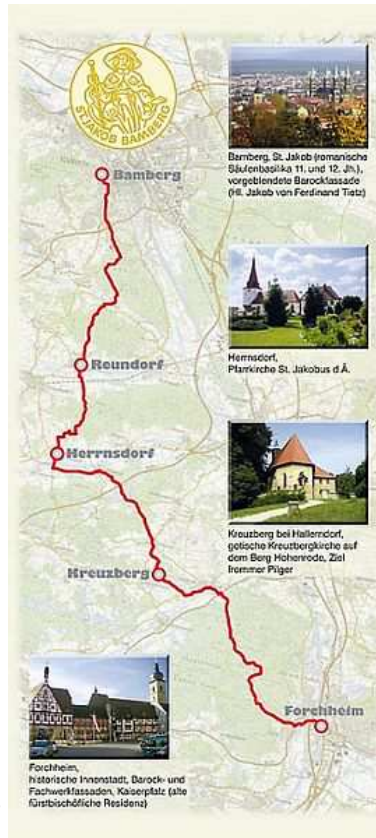 ST.JAKOB BAMBERG
Bamberg
Bamberg, St. Jakob (romanische
Säulenbasilika 11. und 12. Jh.),
vorgeblendete Barockfassade
(Hl. Jakob von Ferdinand Tietz)
Herrnsdorf,
Pfarrkirche St. Jakobus d.Ä.
Reundorf
Herrnsdorf
Kreuzberg bei Hallerndorf,
gotische Kreuzbergkirche auf
dem Berg Hohenrode, Ziel
frommer Pilger
Kreuzberg
Forchheim
Forchheim,
historische Innenstadt, Barock- und
Fachwerkfassaden, Kaiserpfalz (alte
fürstbischöfliche Residenz)